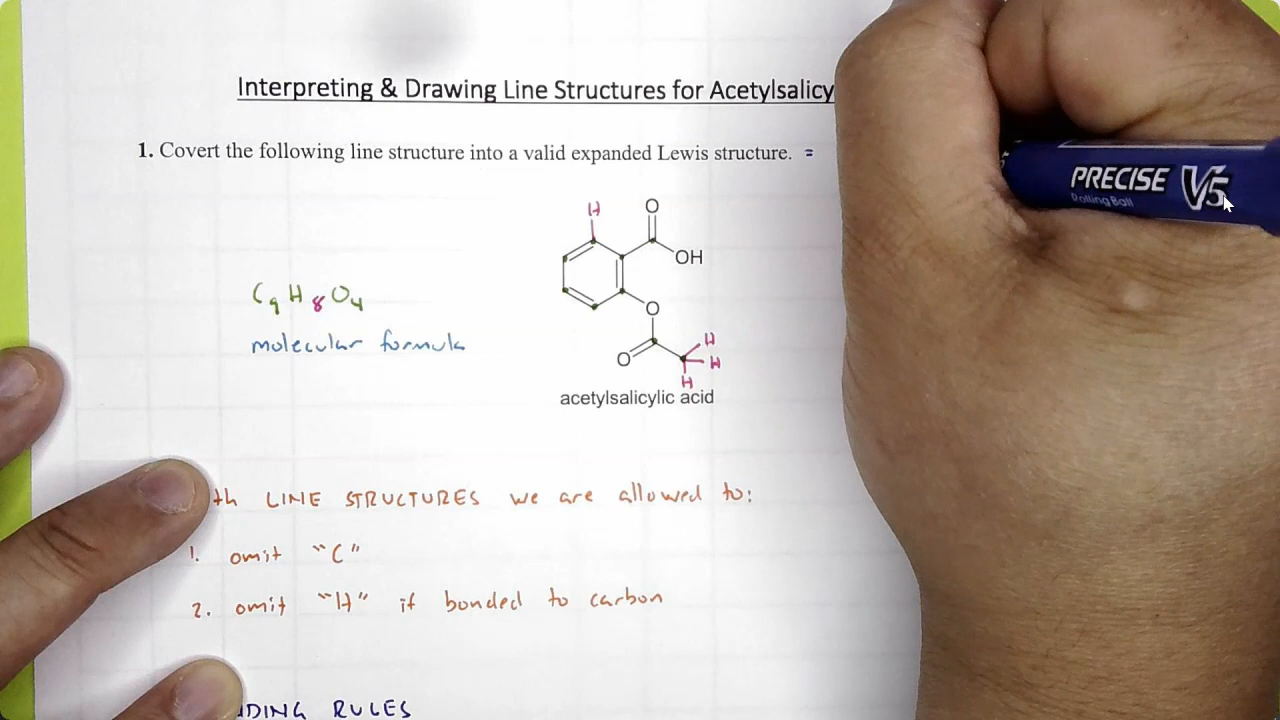 Interpreting & Drawing Line Structures for Acetylsalicy
1. Covert the following line structure into a valid expanded Lewis structure. =
PRECISE V5
Rolling Ball
H
O
OH
C9H8O4
O
molecular formula
H
O
H
H
acetylsalicylic acid
th LINE STRUCTURES we are allowed to:
1. omit "C"
2. omit "H" if bonded to carbon
NDING RULES